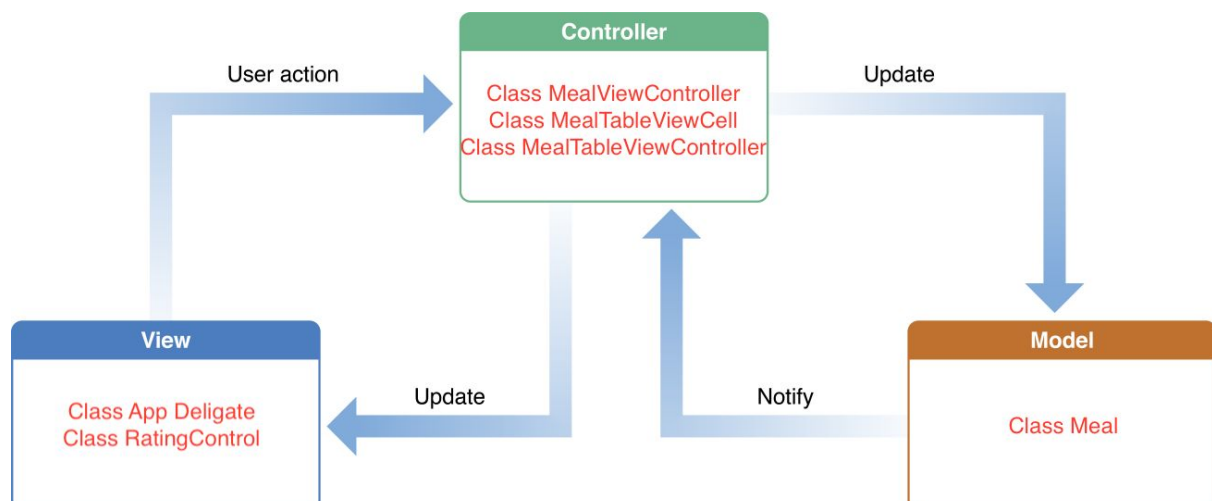 Controller
Class MealViewController
Class MealTableViewCell
Class MealTableViewController
User action
Update
View
Class App Deligate
Class RatingControl
Update
Notify
Model
Class Meal